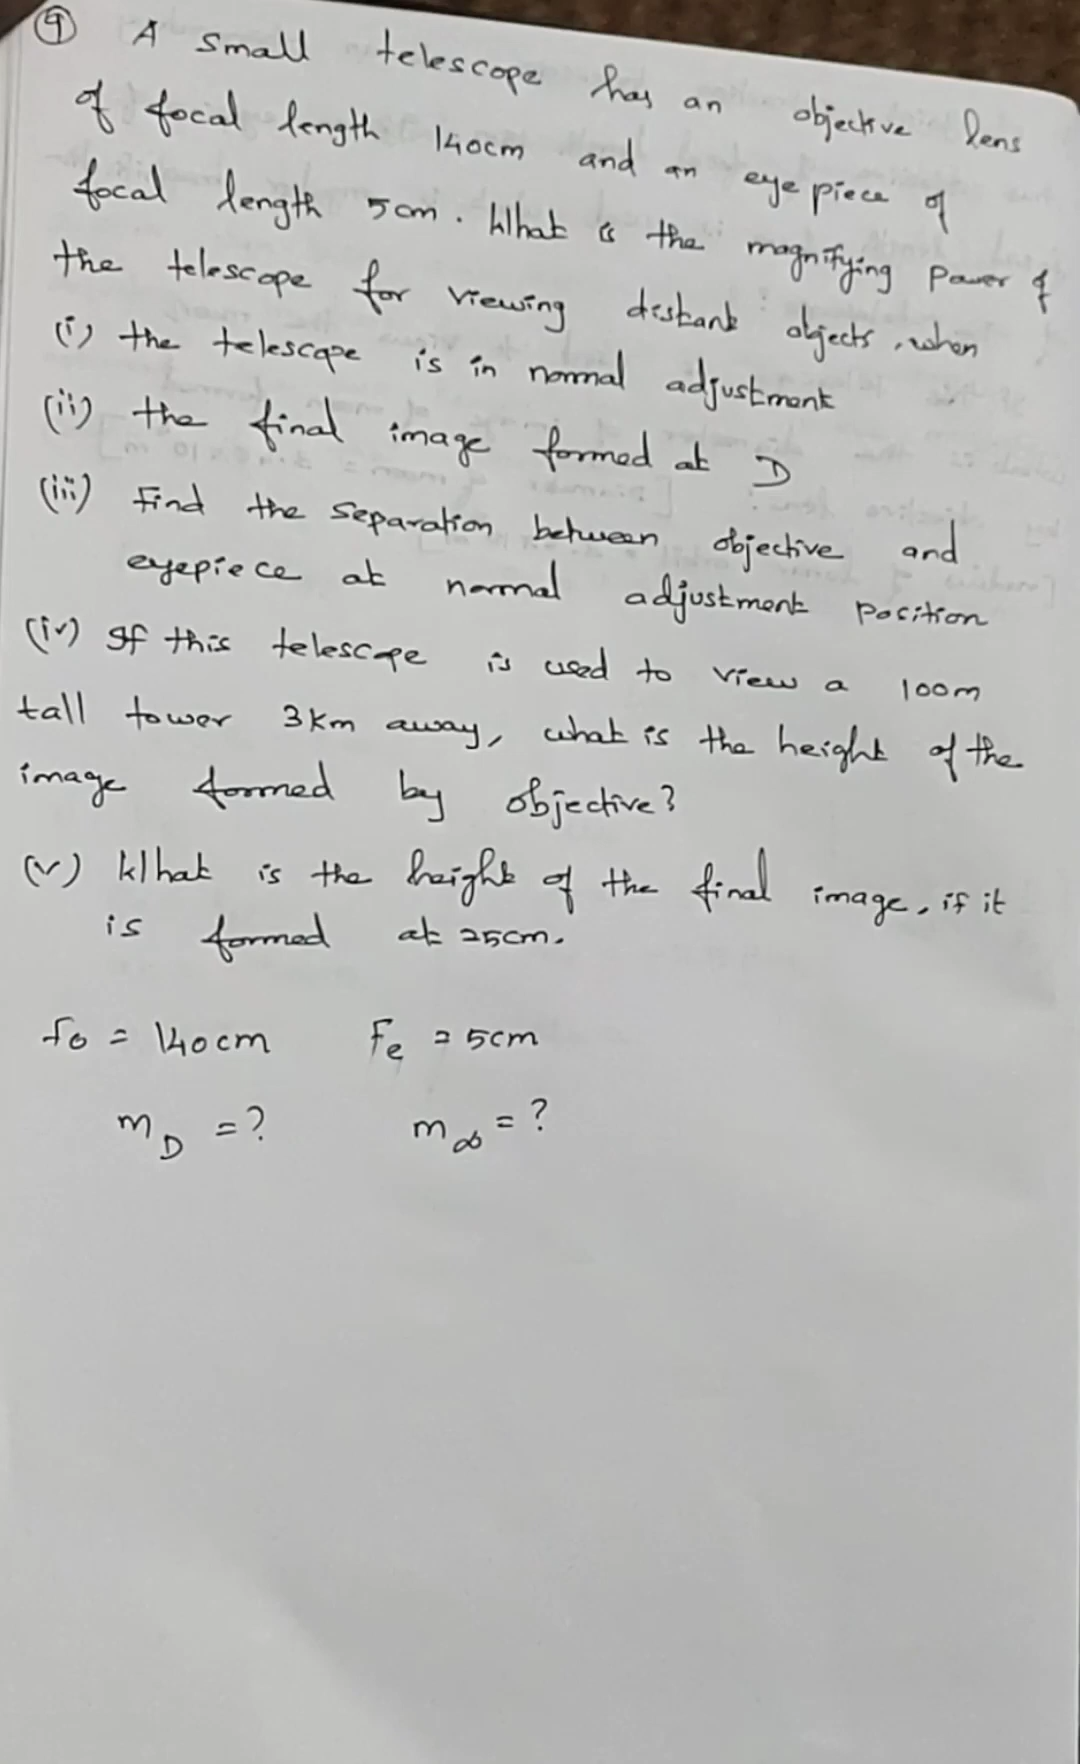 ⑨ A small telescope has an objective lens
of focal length 140cm and an eye piece of
focal length 5cm. What is the magnifying power of
the telescope for viewing distant objects, when
(i) the telescope is in normal adjustment
(ii) the final image formed at D
(iii) Find the separation between objective and
eyepiece at normal adjustment position
(iv) If this telescope is used to view a 100m
tall tower 3km away, what is the height of the
image formed by objective?
(v) What is the height of the final image, if it
is formed at 25cm.
fo = 140cm Fe = 5cm
m_D = ? m_∞ = ?